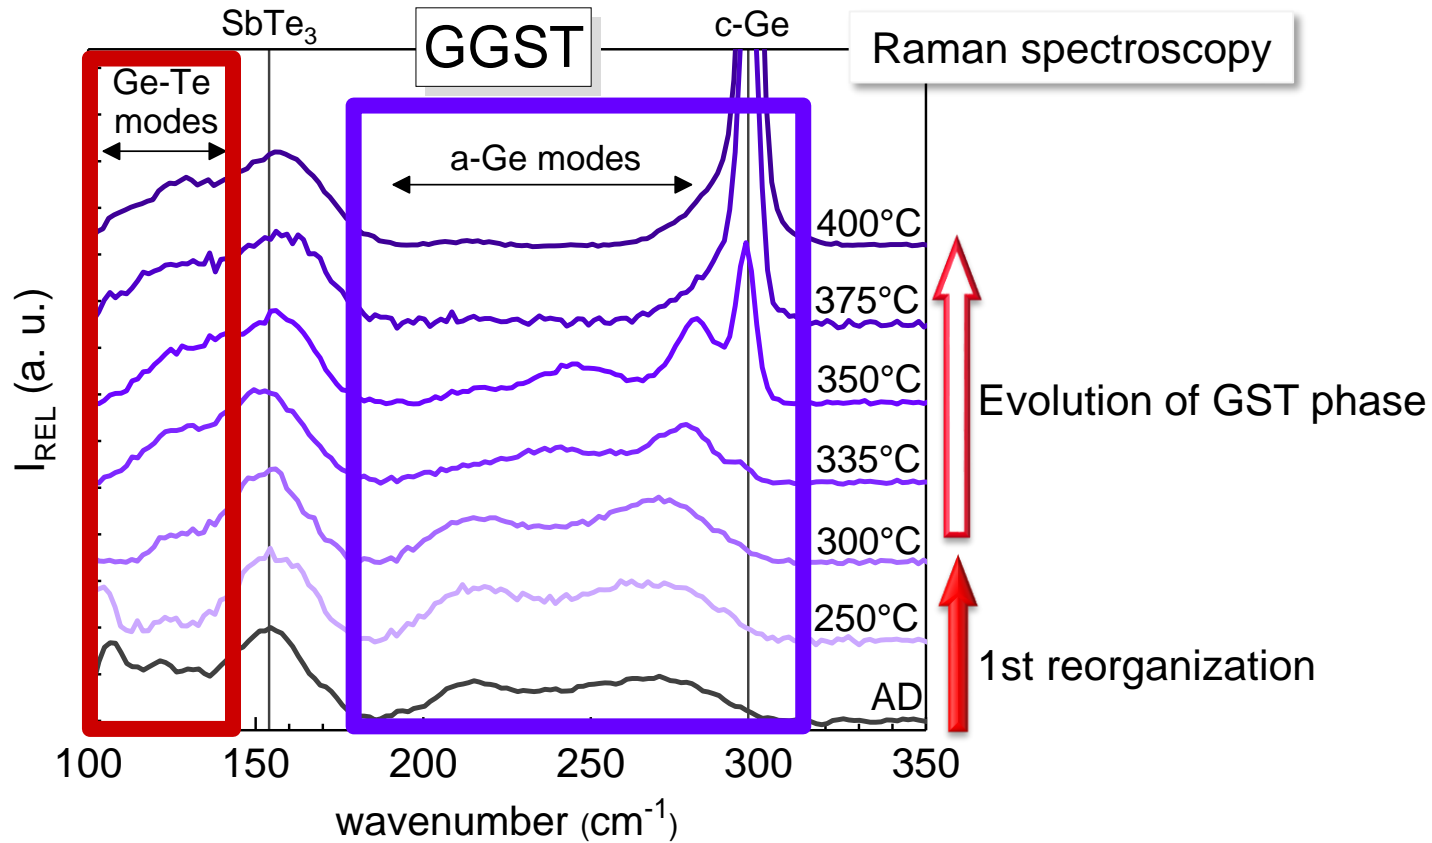 SbTe₃
GGST
c-Ge
Raman spectroscopy
Ge-Te
modes
a-Ge modes
400°C
375°C
350°C
Evolution of GST phase
335°C
300°C
250°C
1st reorganization
AD
I_REL (a. u.)
100 150 200 250 300 350
wavenumber (cm⁻¹)